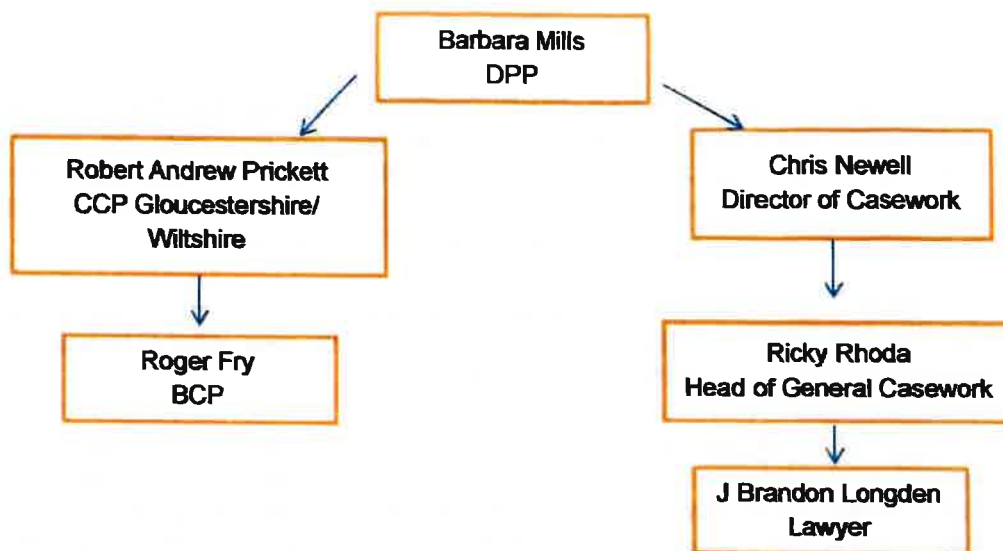 Barbara Mills
DPP
Robert Andrew Prickett
CCP Gloucestershire/
Wiltshire
Chris Newell
Director of Casework
Roger Fry
BCP
Ricky Rhoda
Head of General Casework
J Brandon Longden
Lawyer